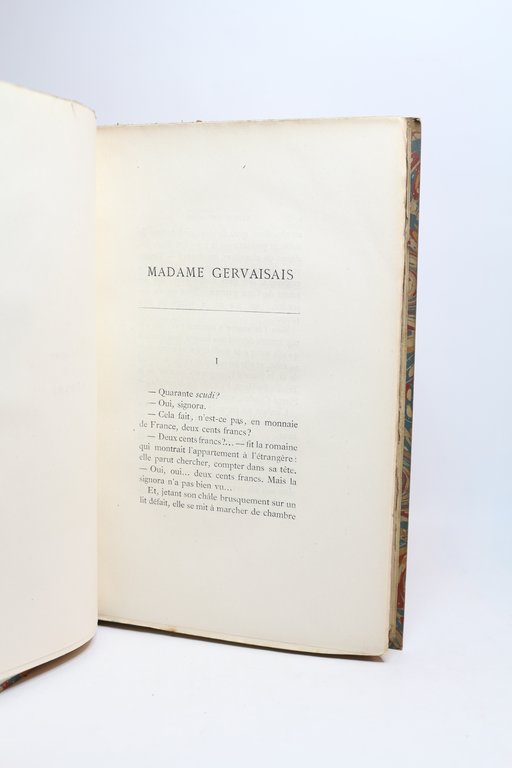 MADAME GERVAISAIS
I
— Quarante scudi?
— Oui, signora.
— Cela fait, n'est-ce pas, en monnaie
de France, deux cents francs?
— Deux cents francs?... — fit la romaine
qui montrait l'appartement à l'étrangère:
elle parut chercher, compter dans sa tête.
— Oui, oui... deux cents francs. Mais la
signora n'a pas bien vu...
Et, jetant son châle brusquement sur un
lit défait, elle se mit à marcher de chambre